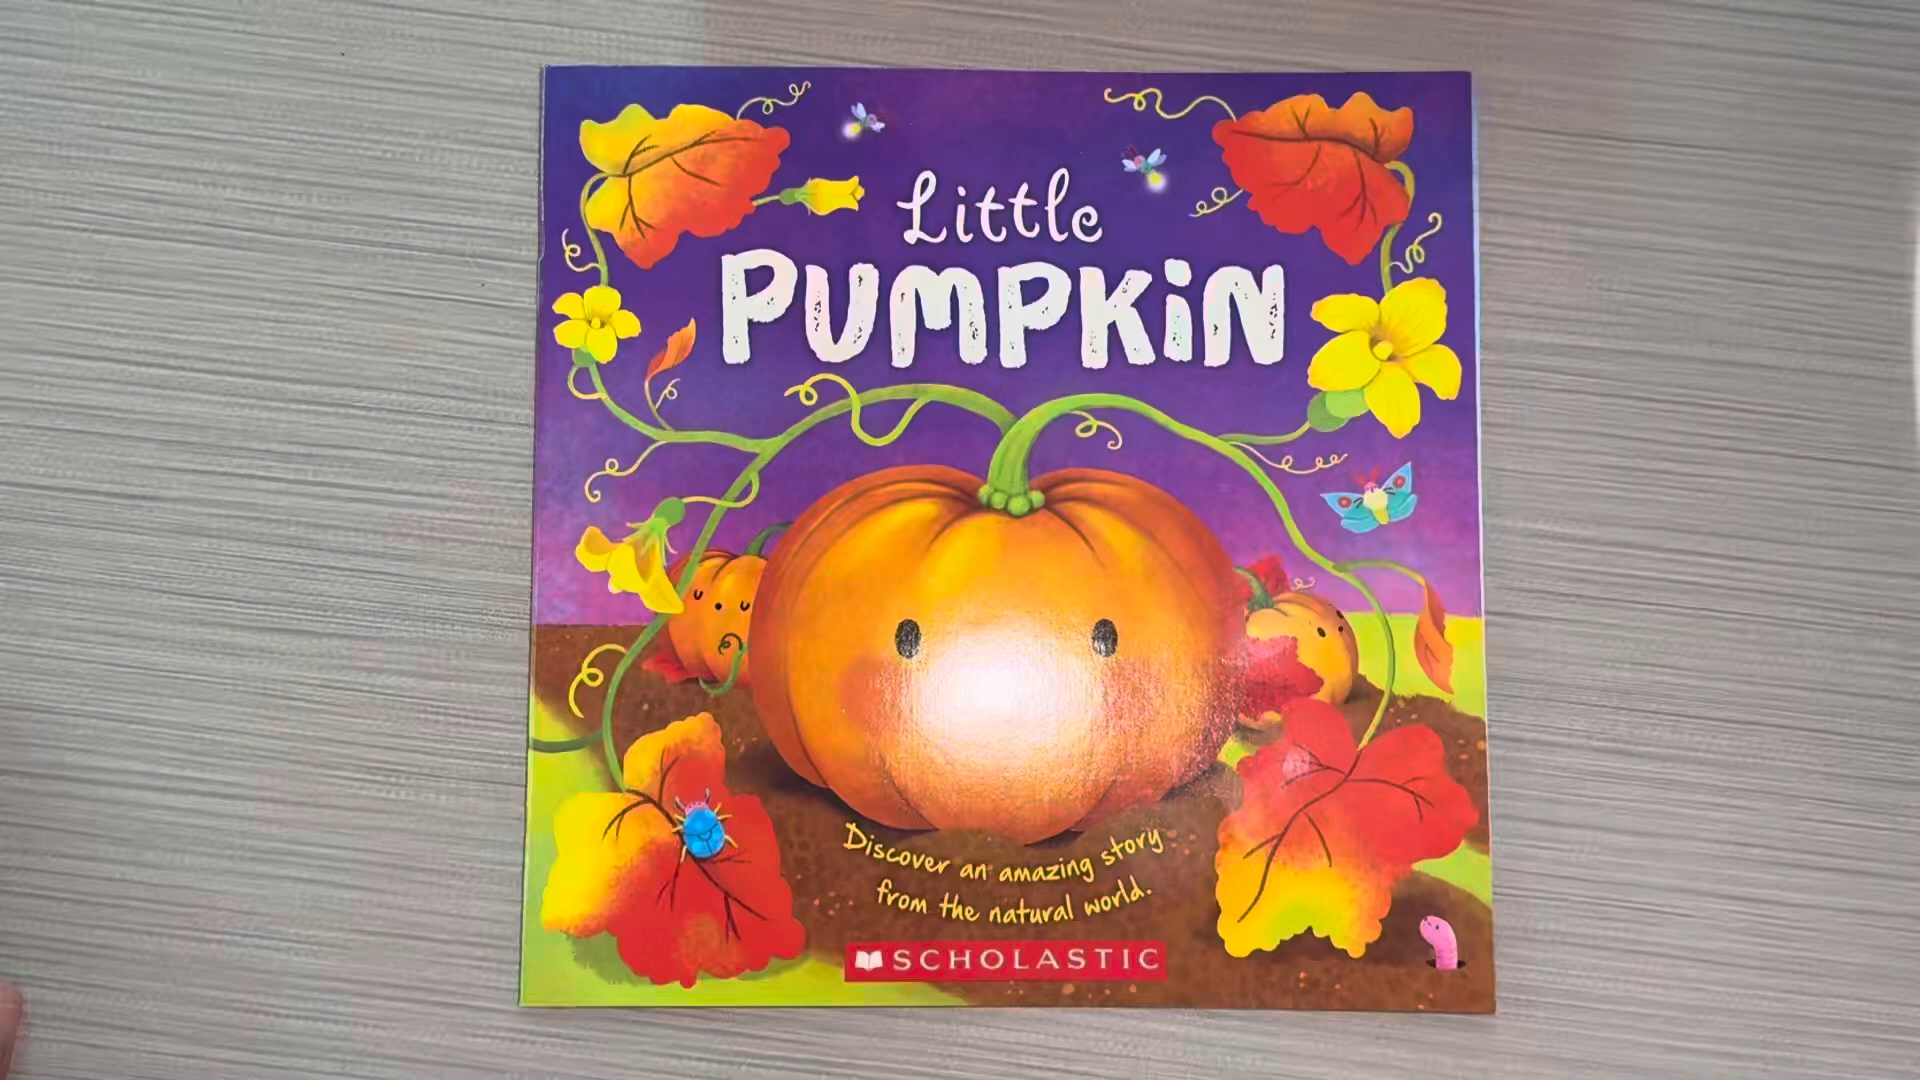 Little
PUMPKiN
Discover an amazing story
from the natural world.
SCHOLASTIC